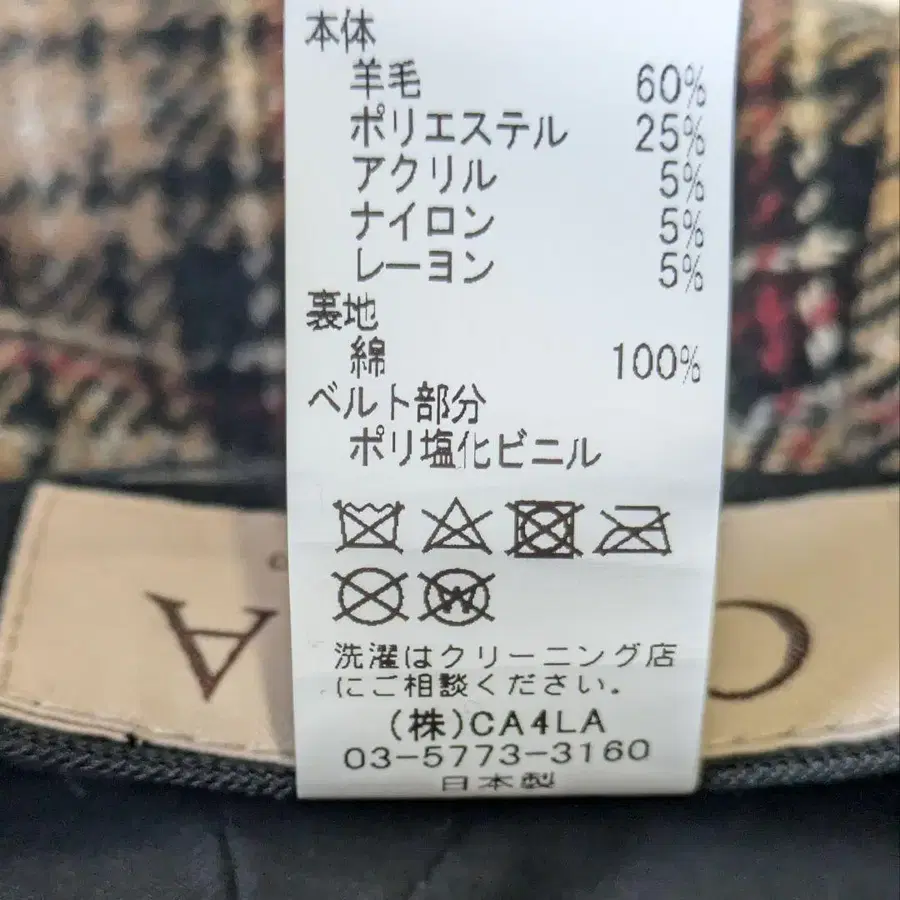 本体
羊毛 60%
ポリエステル 25%
アクリル 5%
ナイロン 5%
レーヨン 5%
裏地
綿 100%
ベルト部分
ポリ塩化ビニル
W
洗濯はクリーニング店
にご相談ください。
(株)CA4LA
03-5773-3160
日本製
C A